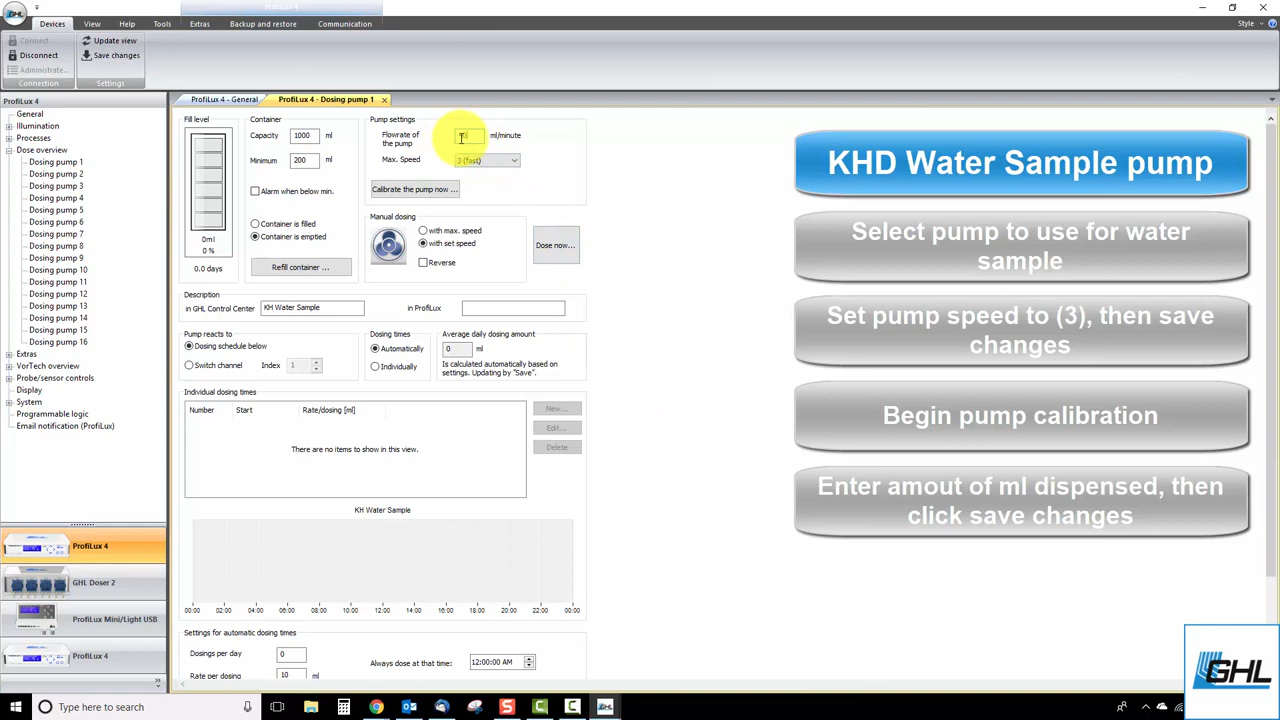 ProfiLux 4
Devices View Help Tools Extras Backup and restore Communication Style
Connect
Disconnect
Administrate...
Connection
Update view
Save changes
Settings
ProfiLux 4
General
Illumination
Processes
Dose overview
Dosing pump 1
Dosing pump 2
Dosing pump 3
Dosing pump 4
Dosing pump 5
Dosing pump 6
Dosing pump 7
Dosing pump 8
Dosing pump 9
Dosing pump 10
Dosing pump 11
Dosing pump 12
Dosing pump 13
Dosing pump 14
Dosing pump 15
Dosing pump 16
Extras
VorTech overview
Probe/sensor controls
Display
System
Programmable logic
Email notification (ProfiLux)
ProfiLux 4
GHL Doser 2
ProfiLux Mini/Light USB
ProfiLux 4
ProfiLux 4 - General ProfiLux 4 - Dosing pump 1
Fill level
0ml
0 %
0.0 days
Container
Capacity 1000 ml
Minimum 200 ml
Alarm when below min.
Container is filled
Container is emptied
Refill container ...
Pump settings
Flowrate of the pump
ml/minute
Max. Speed 3 (fast)
Calibrate the pump now ...
Manual dosing
with max. speed
with set speed
Reverse
Dose now...
Description
in GHL Control Center KH Water Sample in ProfiLux
Pump reacts to
Dosing schedule below
Switch channel Index 1
Dosing times
Automatically
Individually
Average daily dosing amount
0 ml
Is calculated automatically based on
settings. Updating by "Save".
Individual dosing times
Number Start Rate/dosing [ml]
There are no items to show in this view.
New...
Edit...
Delete
KH Water Sample
00:00 02:00 04:00 06:00 08:00 10:00 12:00 14:00 16:00 18:00 20:00 22:00 00:00
Settings for automatic dosing times
Dosings per day 0
Rate per dosing 10 ml
Always dose at that time: 12:00:00 AM
KHD Water Sample pump
Select pump to use for water
sample
Set pump speed to (3), then save
changes
Begin pump calibration
Enter amout of ml dispensed, then
click save changes
GHL
Type here to search